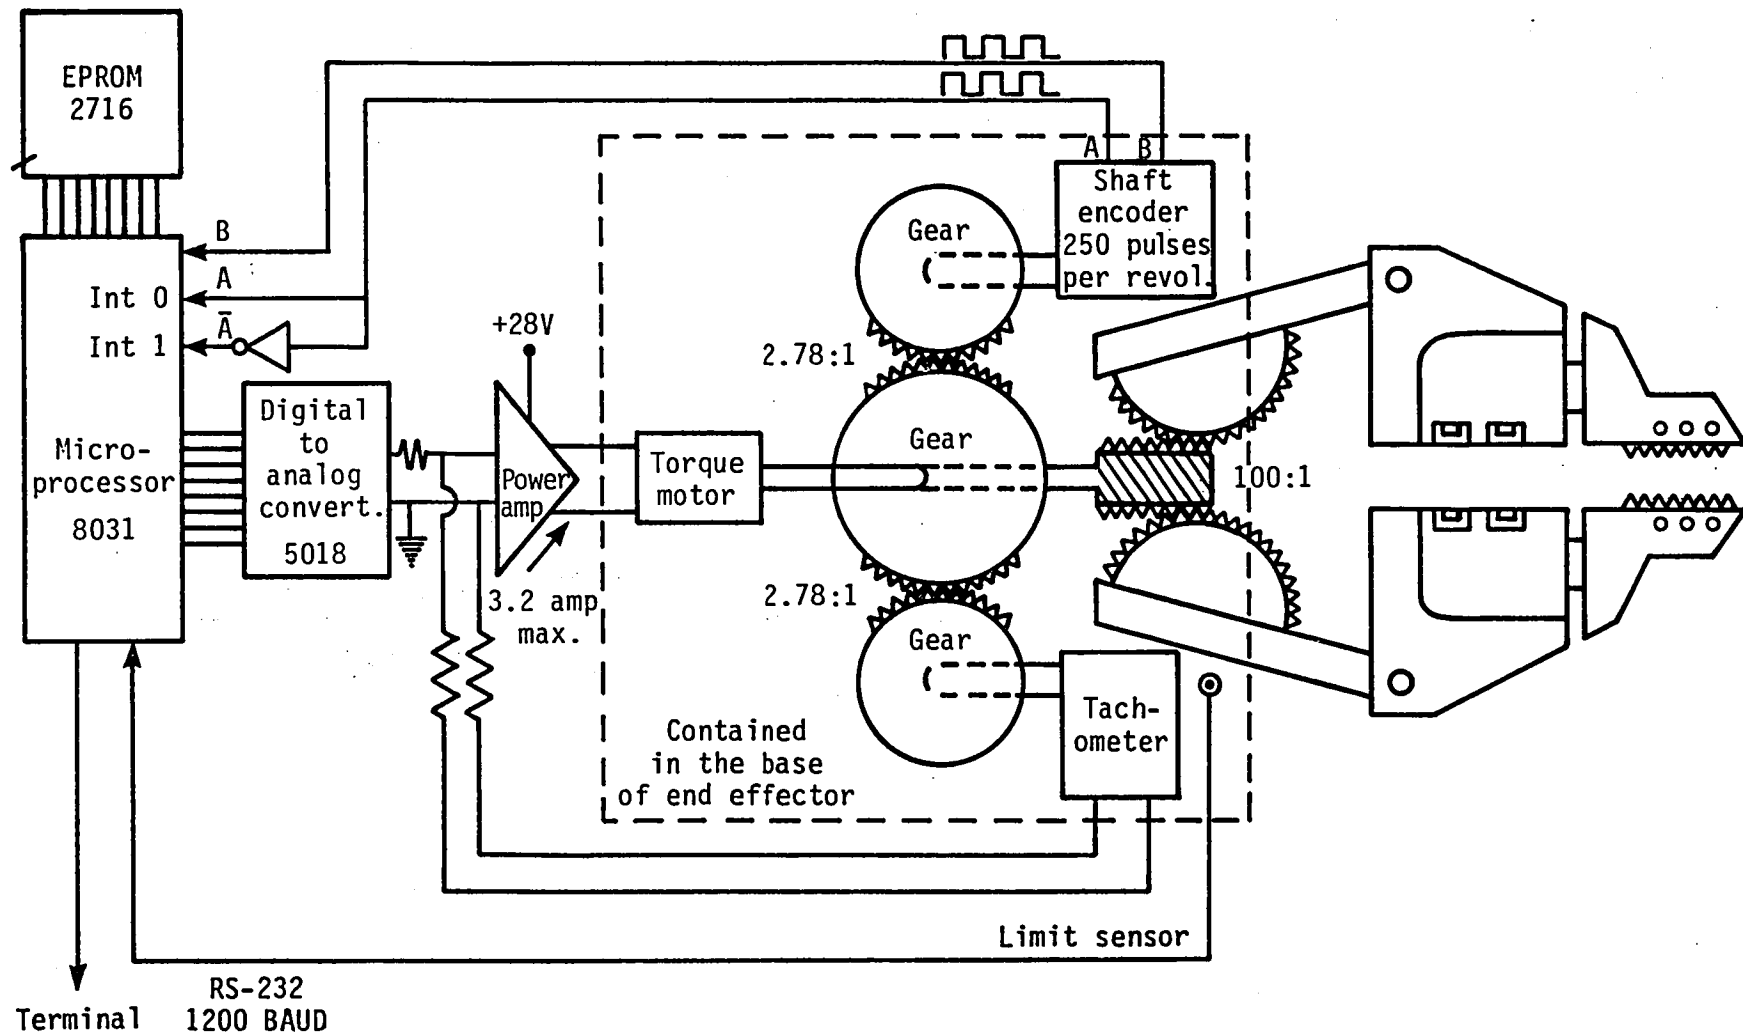 EPROM
2716
A
B
Shaft
encoder
250 pulses
per revol.
Gear
B
A
Int 0
A̅
Int 1
+28V
2.78:1
Digital
to
analog
convert.
5018
Micro-
processor
8031
Power
amp
Torque
motor
Gear
100:1
3.2 amp
max.
2.78:1
Gear
Tach-
ometer
Contained
in the base
of end effector
Limit sensor
RS-232
1200 BAUD
Terminal